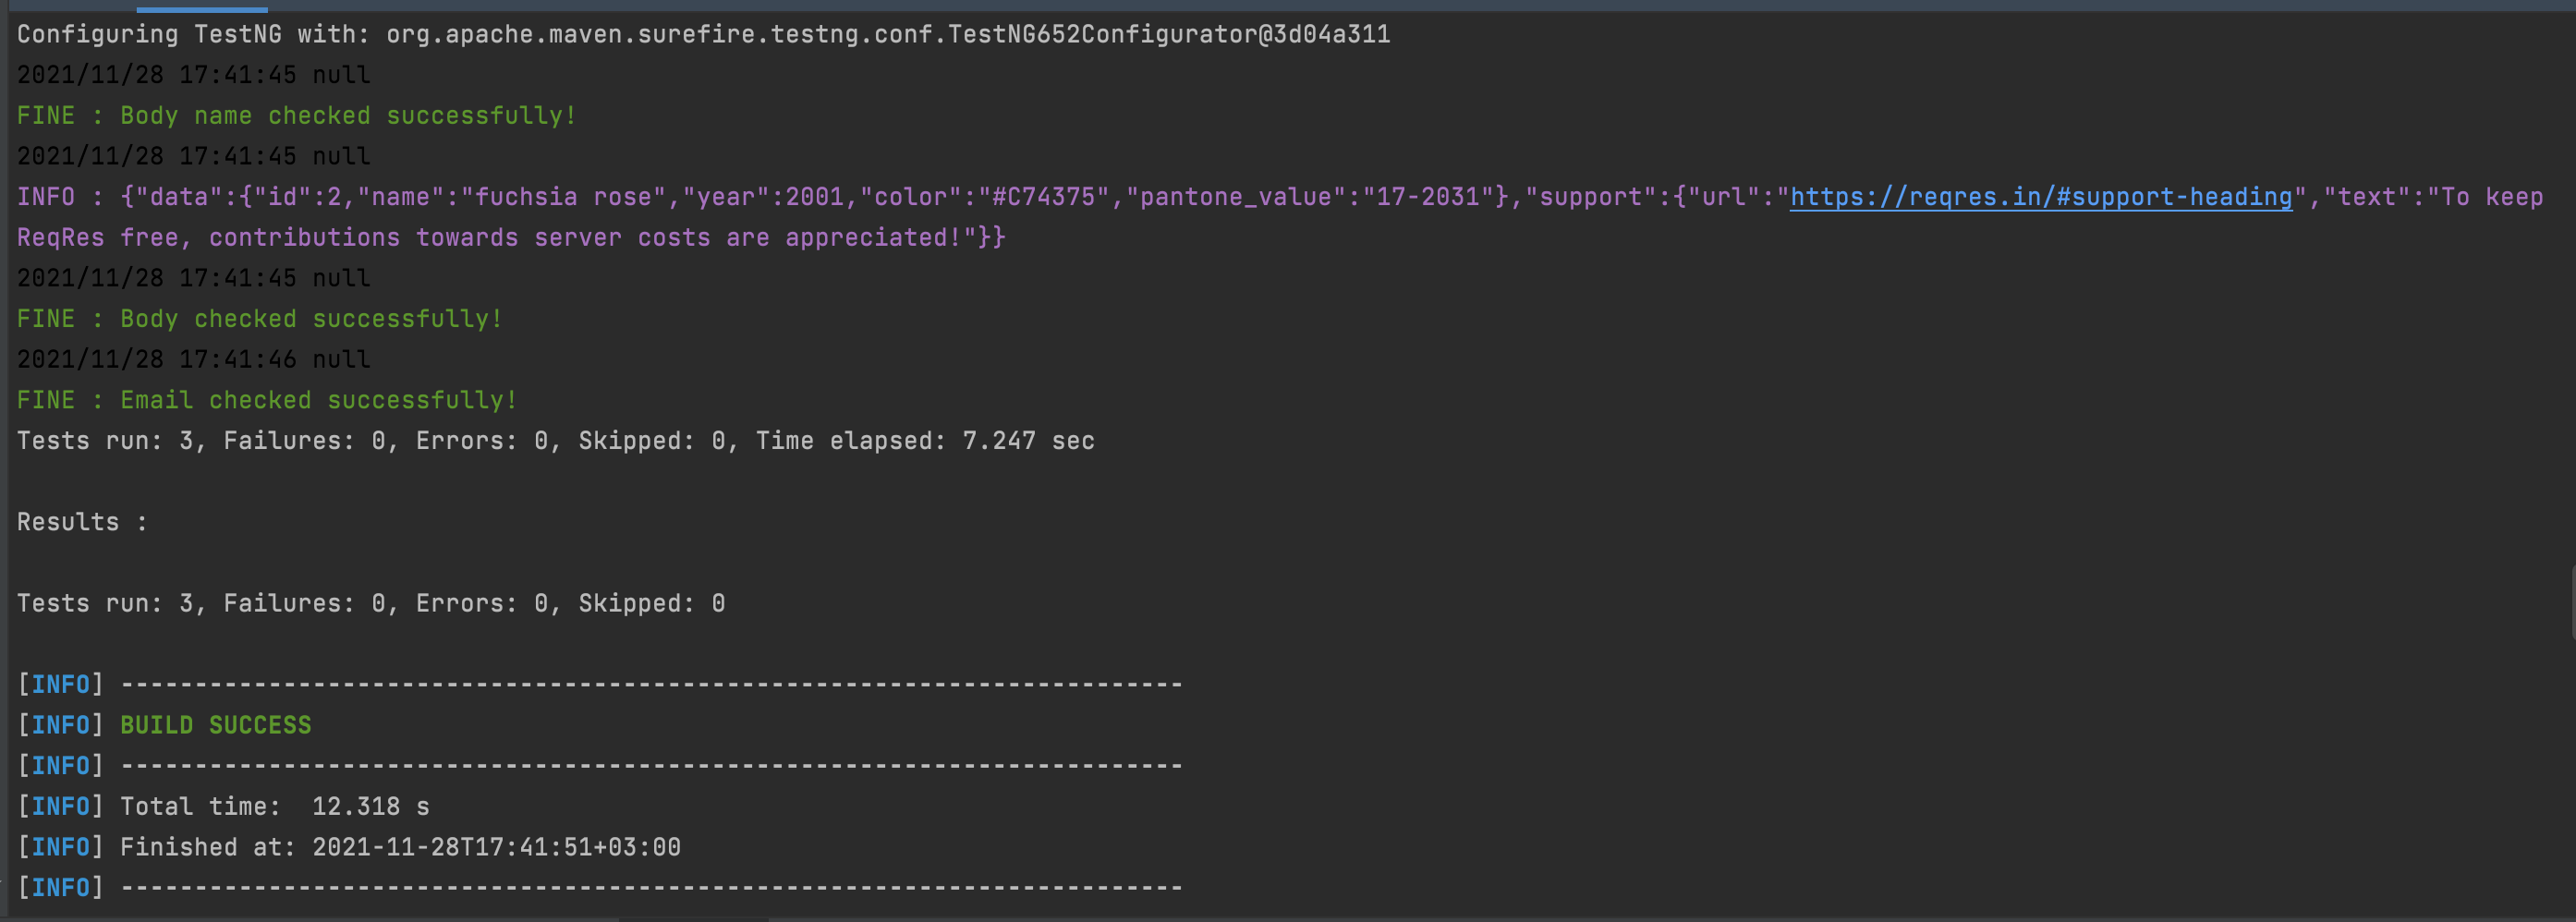 Configuring TestNG with: org.apache.maven.surefire.testng.conf.TestNG652Configurator@3d04a311
2021/11/28 17:41:45 null
FINE : Body name checked successfully!
2021/11/28 17:41:45 null
INFO : {"data":{"id":2,"name":"fuchsia rose","year":2001,"color":"#C74375","pantone_value":"17-2031"},"support":{"url":"https://reqres.in/#support-heading","text":"To keep
ReqRes free, contributions towards server costs are appreciated!"}}
2021/11/28 17:41:45 null
FINE : Body checked successfully!
2021/11/28 17:41:46 null
FINE : Email checked successfully!
Tests run: 3, Failures: 0, Errors: 0, Skipped: 0, Time elapsed: 7.247 sec
Results :
Tests run: 3, Failures: 0, Errors: 0, Skipped: 0
[INFO] ------------------------------------------------------------------------
[INFO] BUILD SUCCESS
[INFO] ------------------------------------------------------------------------
[INFO] Total time:  12.318 s
[INFO] Finished at: 2021-11-28T17:41:51+03:00
[INFO] ------------------------------------------------------------------------